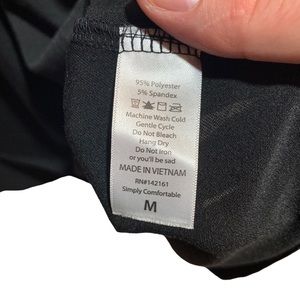 95% Polyester
5% Spandex
Machine Wash Cold
Gentle Cycle
Do Not Bleach
Hang Dry
Do Not Iron
or you'll be sad
MADE IN VIETNAM
RN#142161
Simply Comfortable
M